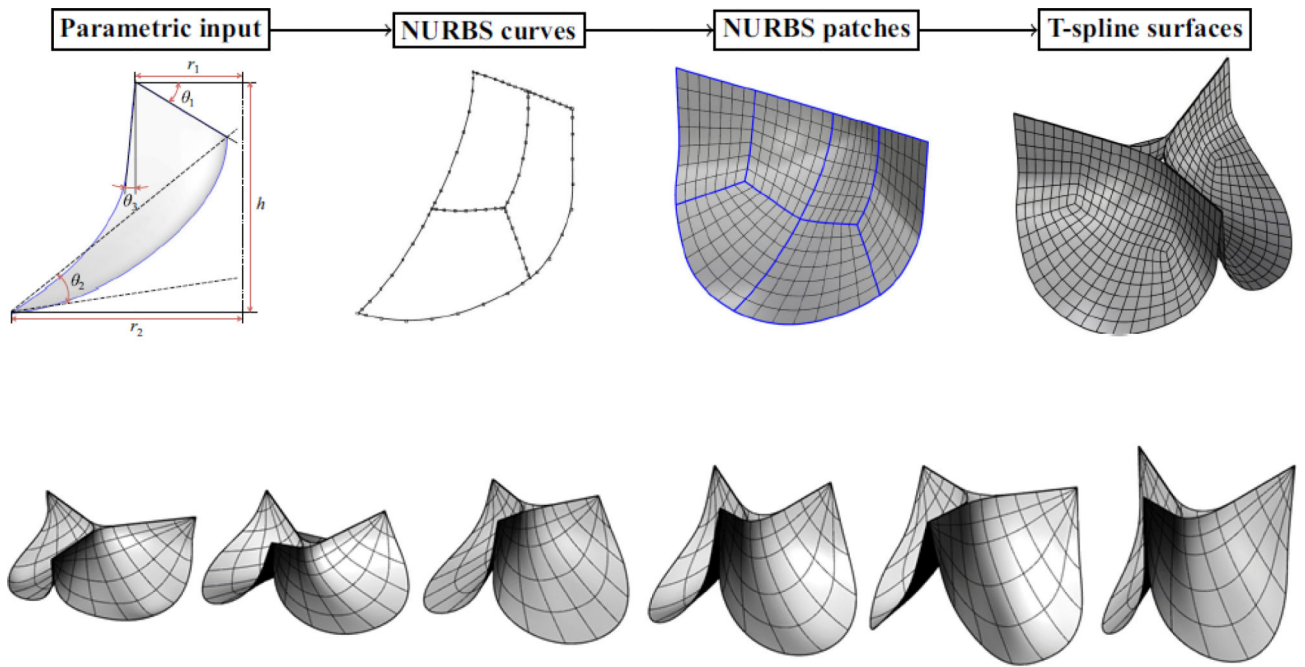 Parametric input
NURBS curves
NURBS patches
T-spline surfaces
r₁
θ₁
θ₃
h
θ₂
r₂